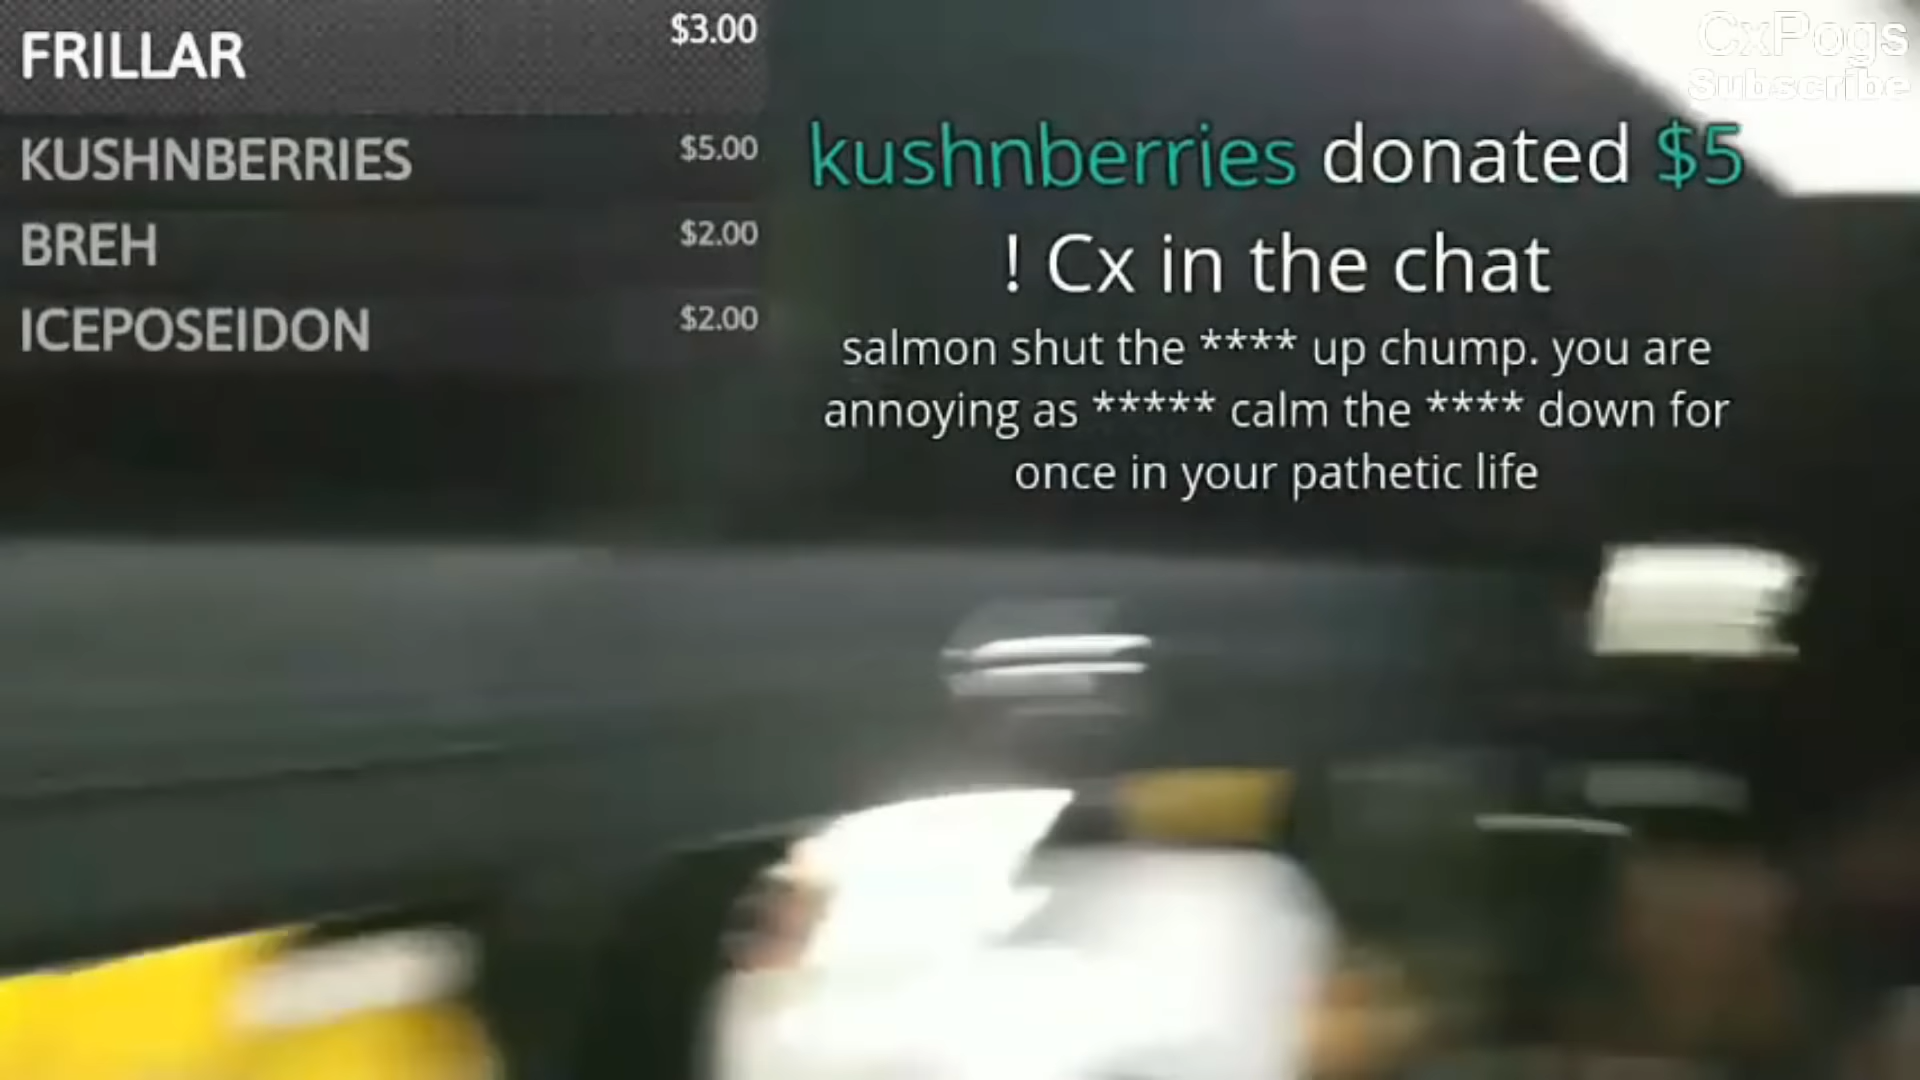 FRILLAR $3.00
KUSHNBERRIES $5.00
BREH $2.00
ICEPOSEIDON $2.00
CxPogs
Subscribe
kushnberries donated $5
! Cx in the chat
salmon shut the **** up chump. you are
annoying as ***** calm the **** down for
once in your pathetic life